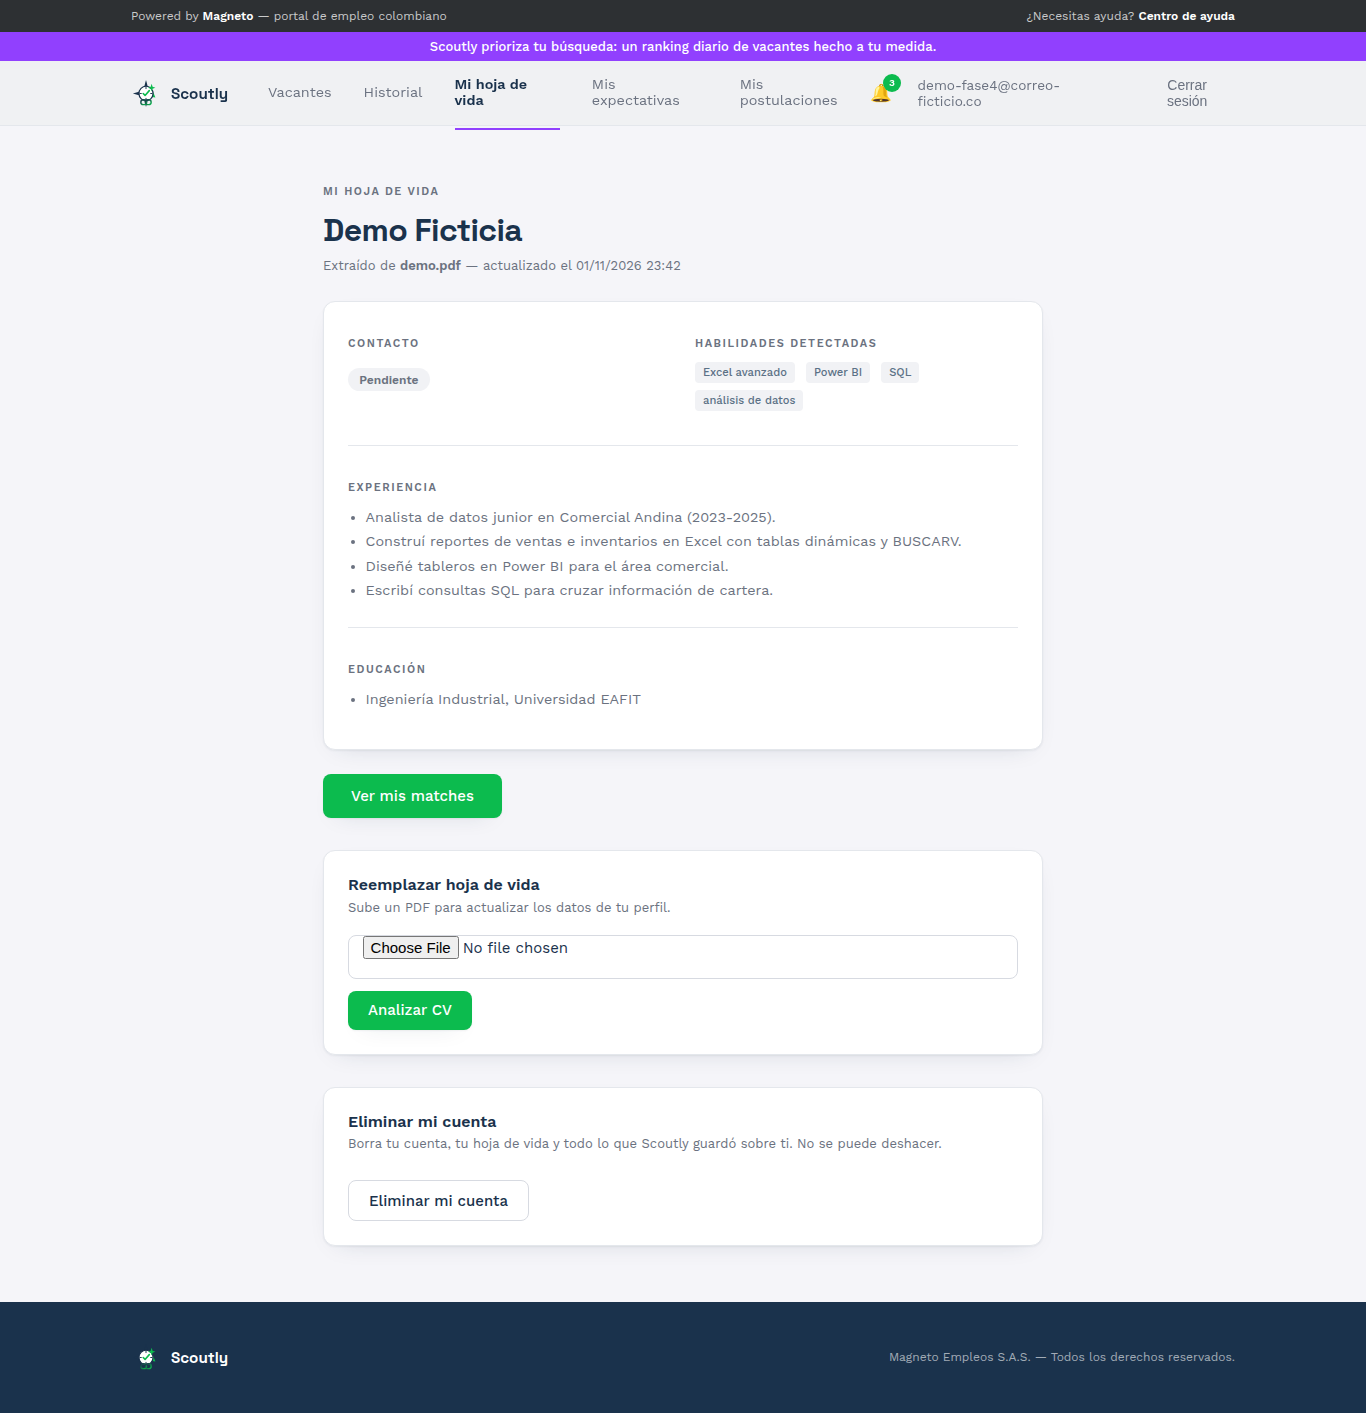 Powered by Magneto — portal de empleo colombiano
¿Necesitas ayuda? Centro de ayuda
Scoutly prioriza tu búsqueda: un ranking diario de vacantes hecho a tu medida.
Scoutly
Vacantes
Historial
Mi hoja de
vida
Mis
expectativas
Mis
postulaciones
3
demo-fase4@correo-
ficticio.co
Cerrar
sesión
MI HOJA DE VIDA
Demo Ficticia
Extraído de demo.pdf — actualizado el 01/11/2026 23:42
CONTACTO
Pendiente
HABILIDADES DETECTADAS
Excel avanzado Power BI SQL
análisis de datos
EXPERIENCIA
• Analista de datos junior en Comercial Andina (2023-2025).
• Construí reportes de ventas e inventarios en Excel con tablas dinámicas y BUSCARV.
• Diseñé tableros en Power BI para el área comercial.
• Escribí consultas SQL para cruzar información de cartera.
EDUCACIÓN
• Ingeniería Industrial, Universidad EAFIT
Ver mis matches
Reemplazar hoja de vida
Sube un PDF para actualizar los datos de tu perfil.
Choose File No file chosen
Analizar CV
Eliminar mi cuenta
Borra tu cuenta, tu hoja de vida y todo lo que Scoutly guardó sobre ti. No se puede deshacer.
Eliminar mi cuenta
Scoutly
Magneto Empleos S.A.S. — Todos los derechos reservados.